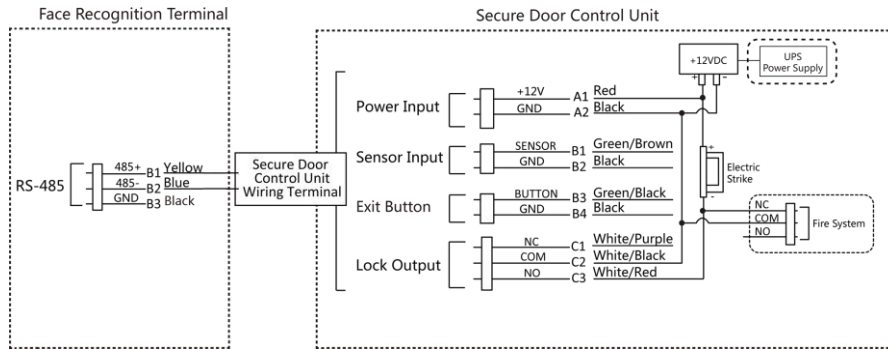 Face Recognition Terminal
Secure Door Control Unit
RS-485
485+ B1 Yellow
485- B2 Blue
GND B3 Black
Secure Door
Control Unit
Wiring Terminal
+12VDC
+ -
UPS
Power Supply
Power Input
+12V A1 Red
GND A2 Black
Sensor Input
SENSOR B1 Green/Brown
GND B2 Black
Exit Button
BUTTON B3 Green/Black
GND B4 Black
Lock Output
NC C1 White/Purple
COM C2 White/Black
NO C3 White/Red
+
Electric
Strike
-
NC
COM
NO
Fire System